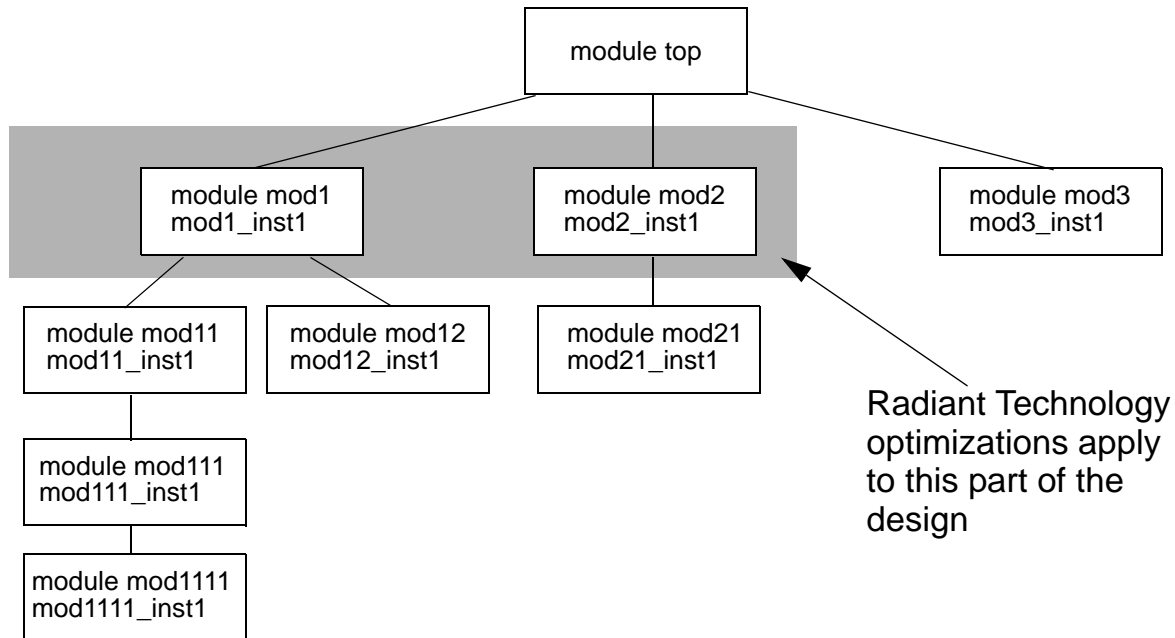 module top
module mod1
mod1_inst1
module mod2
mod2_inst1
module mod3
mod3_inst1
module mod11
mod11_inst1
module mod12
mod12_inst1
module mod21
mod21_inst1
Radiant Technology
optimizations apply
to this part of the
design
module mod111
mod111_inst1
module mod1111
mod1111_inst1